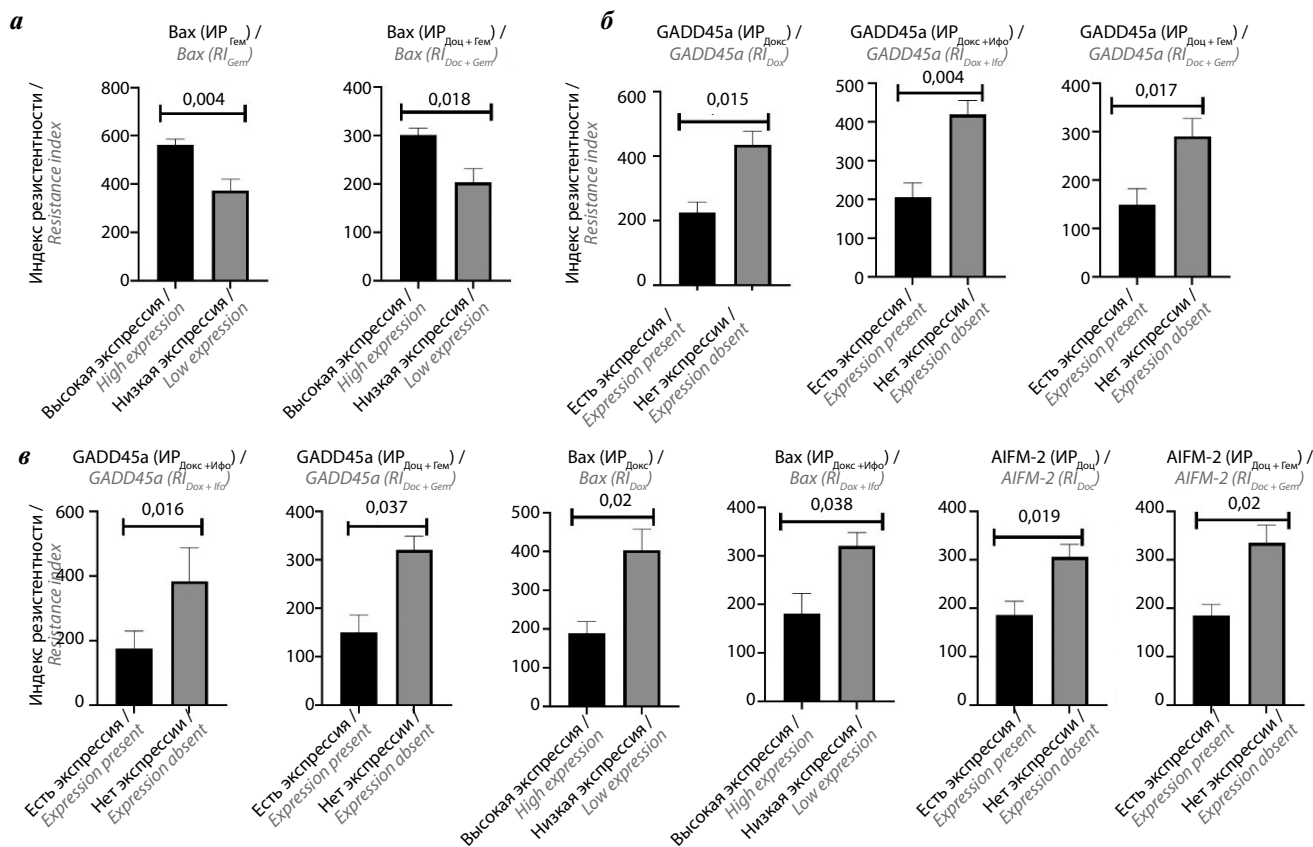 а
Bax (ИРГем) /
Bax (RIGem)
Индекс резистентности /
Resistance index
800
600
400
200
0
0,004
Высокая экспрессия /
High expression
Низкая экспрессия /
Low expression
Bax (ИРДоц + Гем) /
Bax (RIDoc + Gem)
400
300
200
100
0
0,018
Высокая экспрессия /
High expression
Низкая экспрессия /
Low expression
б
GADD45a (ИРДокс) /
GADD45a (RIDox)
Индекс резистентности /
Resistance index
600
400
200
0
0,015
Есть экспрессия /
Expression present
Нет экспрессии /
Expression absent
GADD45a (ИРДокс +Ифо) /
GADD45a (RIDox + Ifo)
500
400
300
200
100
0
0,004
Есть экспрессия /
Expression present
Нет экспрессии /
Expression absent
GADD45a (ИРДоц + Гем) /
GADD45a (RIDoc + Gem)
400
300
200
100
0
0,017
Есть экспрессия /
Expression present
Нет экспрессии /
Expression absent
в
GADD45a (ИРДокс +Ифо) /
GADD45a (RIDox + Ifo)
Индекс резистентности /
Resistance index
600
400
200
0
0,016
Есть экспрессия /
Expression present
Нет экспрессии /
Expression absent
GADD45a (ИРДоц + Гем) /
GADD45a (RIDoc + Gem)
400
300
200
100
0
0,037
Есть экспрессия /
Expression present
Нет экспрессии /
Expression absent
Bax (ИРДокс) /
Bax (RIDox)
500
400
300
200
100
0
0,02
Высокая экспрессия /
High expression
Низкая экспрессия /
Low expression
Bax (ИРДокс +Ифо) /
Bax (RIDox + Ifo)
400
300
200
100
0
0,038
Высокая экспрессия /
High expression
Низкая экспрессия /
Low expression
AIFM-2 (ИРДоц) /
AIFM-2 (RIDoc)
400
300
200
100
0
0,019
Есть экспрессия /
Expression present
Нет экспрессии /
Expression absent
AIFM-2 (ИРДоц + Гем) /
AIFM-2 (RIDoc + Gem)
400
300
200
100
0
0,02
Есть экспрессия /
Expression present
Нет экспрессии /
Expression absent